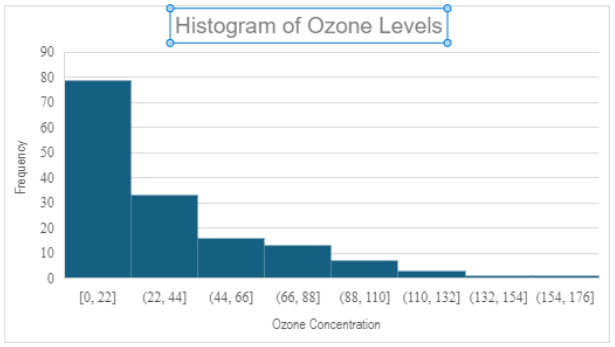 Histogram of Ozone Levels
90
80
70
60
50
40
30
20
10
0
Frequency
[0, 22] (22, 44] (44, 66] (66, 88] (88, 110] (110, 132] (132, 154] (154, 176]
Ozone Concentration